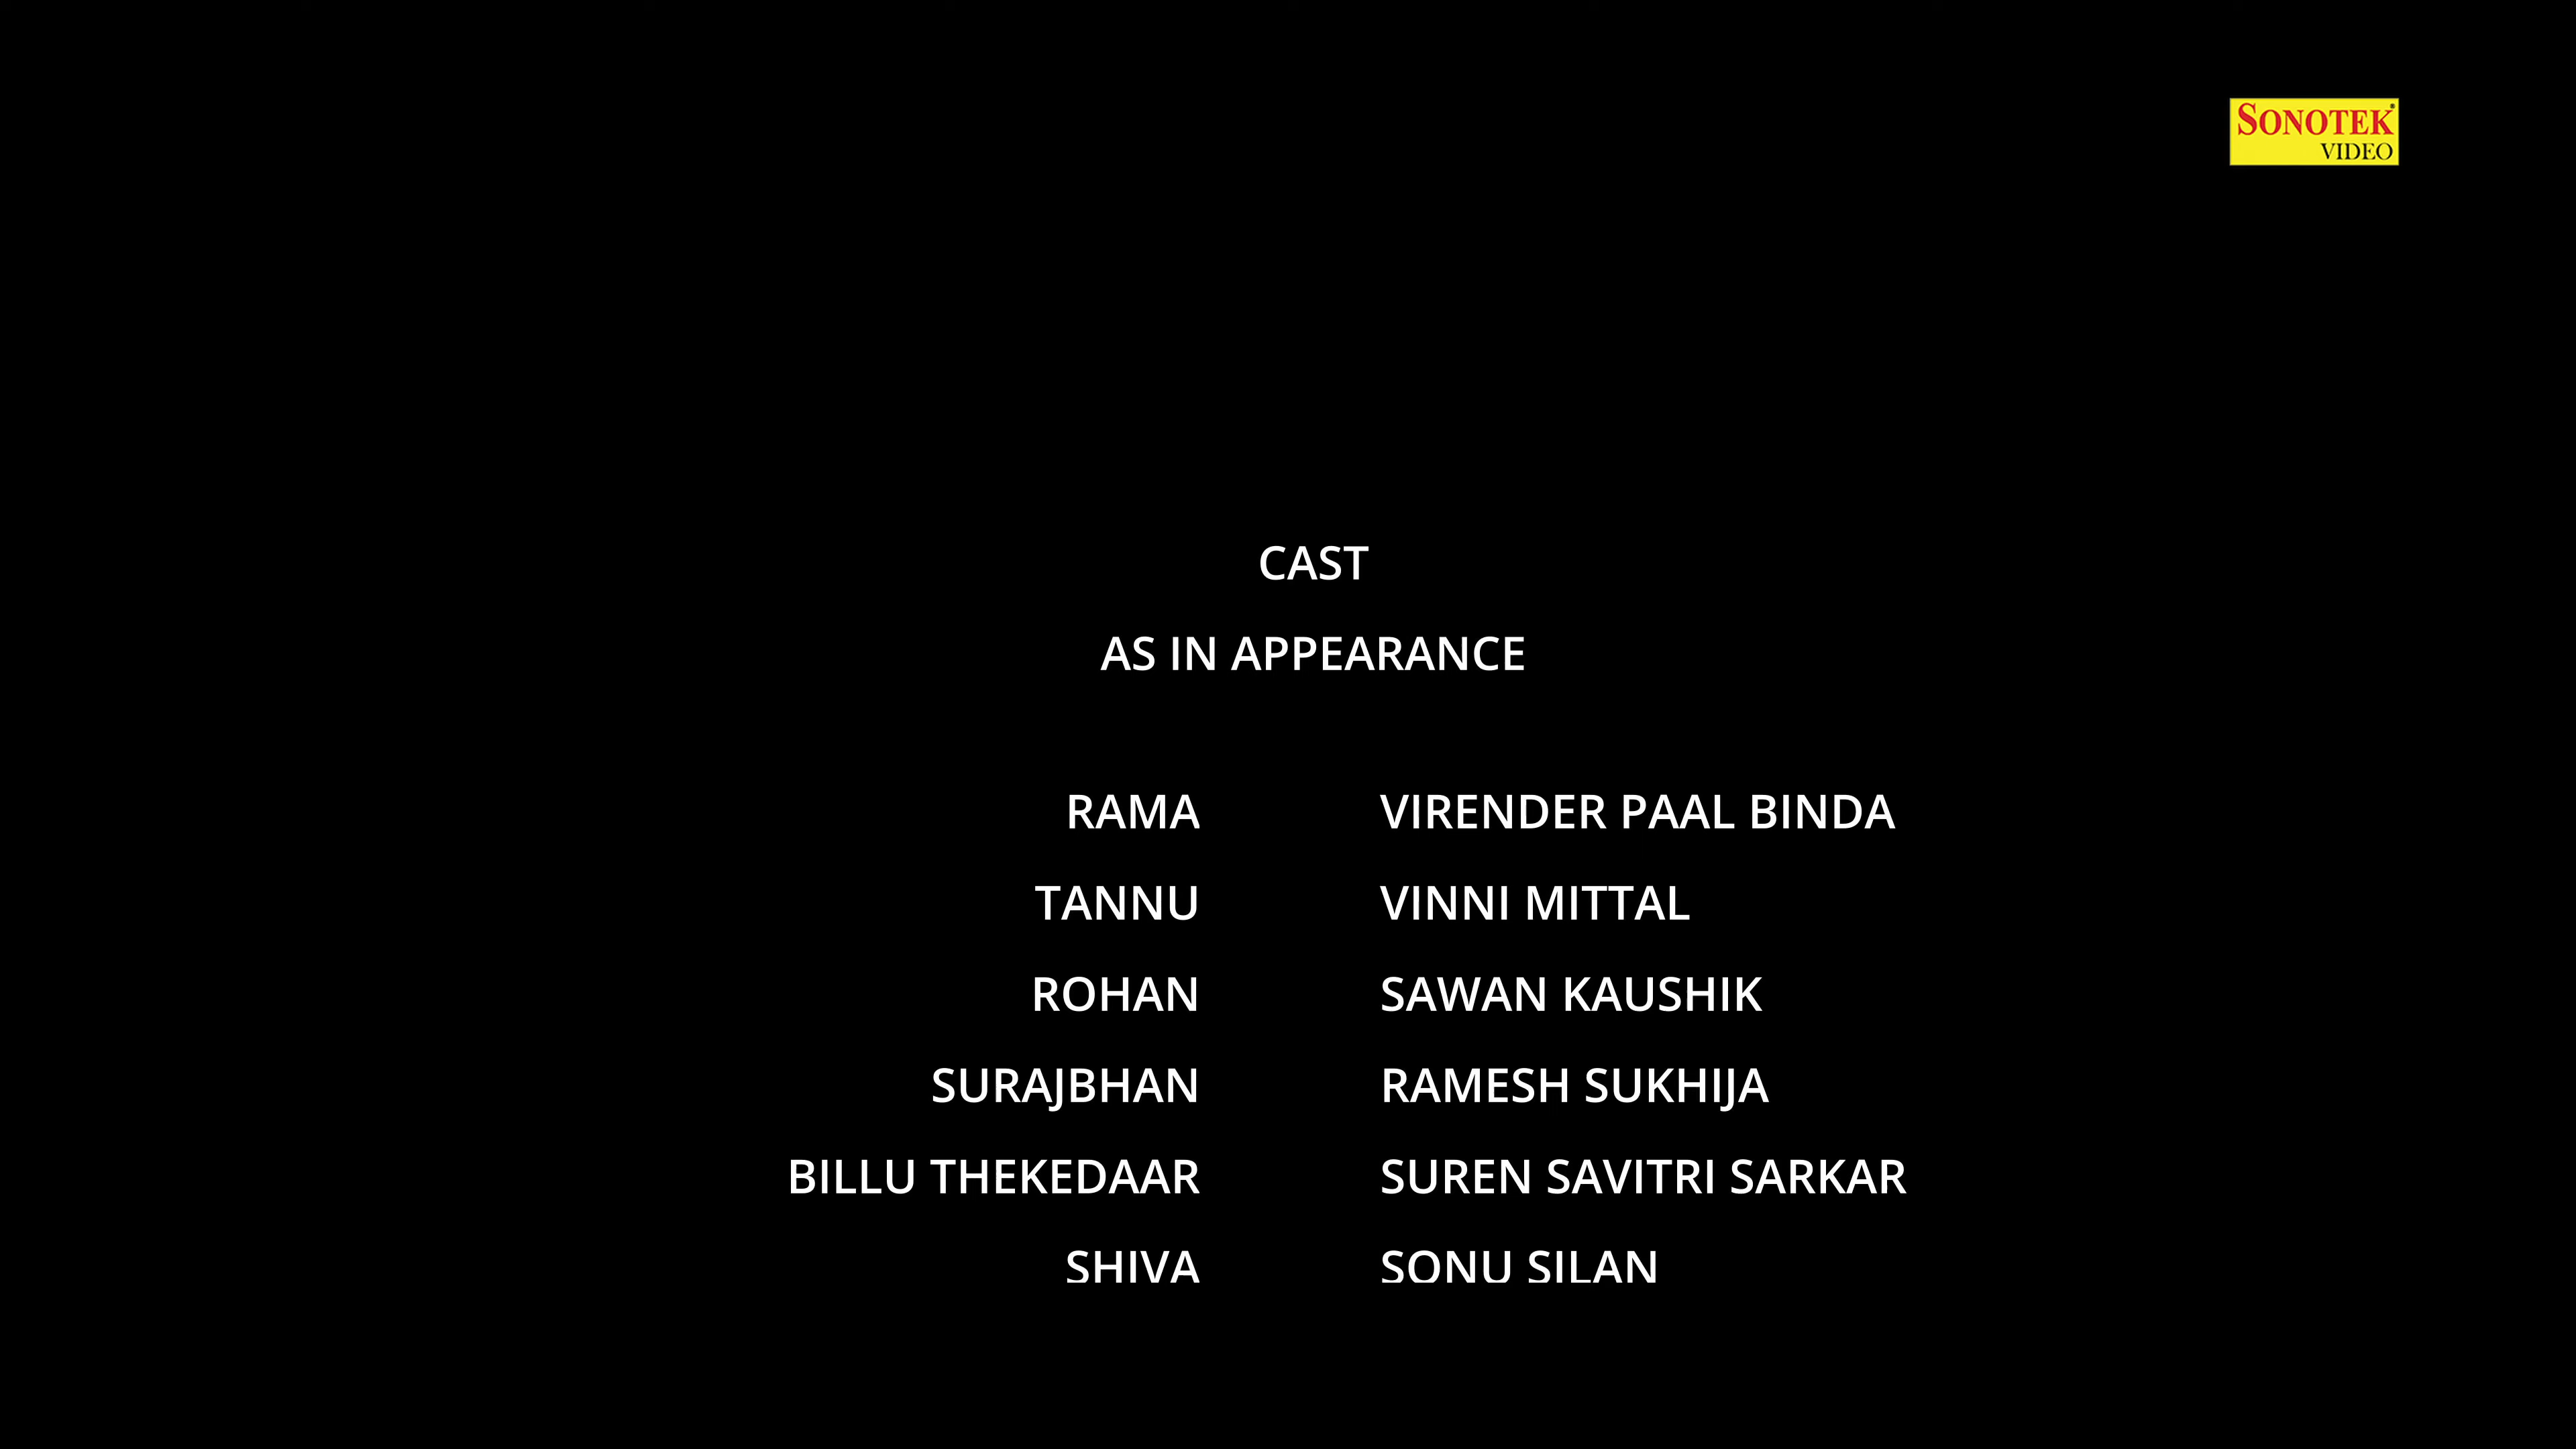 SONOTEK
VIDEO
CAST
AS IN APPEARANCE
RAMA VIRENDER PAAL BINDA
TANNU VINNI MITTAL
ROHAN SAWAN KAUSHIK
SURAJBHAN RAMESH SUKHIJA
BILLU THEKEDAAR SUREN SAVITRI SARKAR
SHIVA SONU SILAN